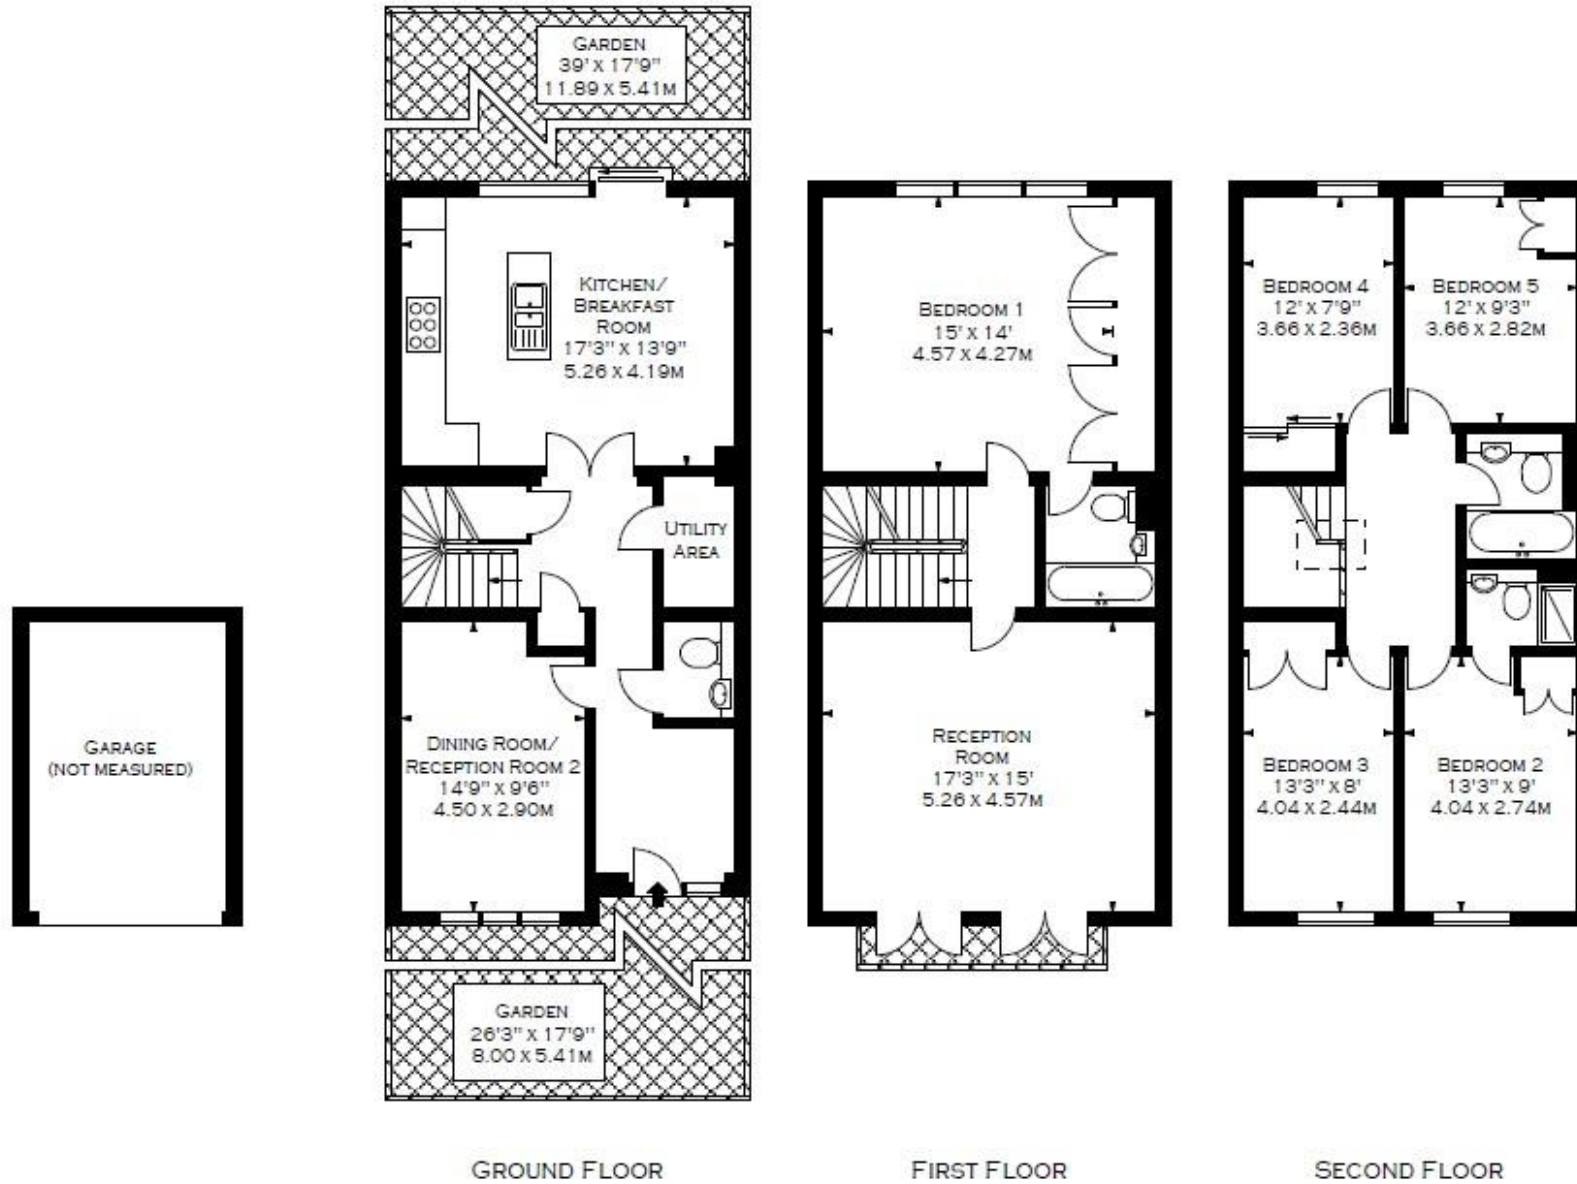 GARDEN
39' X 17'9"
11.89 X 5.41M
KITCHEN/
BREAKFAST
ROOM
17'3" X 13'9"
5.26 X 4.19M
UTILITY
AREA
DINING ROOM/
RECEPTION ROOM 2
14'9" X 9'6"
4.50 X 2.90M
GARAGE
(NOT MEASURED)
GARDEN
26'3" X 17'9"
8.00 X 5.41M
GROUND FLOOR
BEDROOM 1
15' X 14'
4.57 X 4.27M
RECEPTION
ROOM
17'3" X 15'
5.26 X 4.57M
FIRST FLOOR
BEDROOM 4
12' X 7'9"
3.66 X 2.36M
BEDROOM 5
12' X 9'3"
3.66 X 2.82M
BEDROOM 3
13'3" X 8'
4.04 X 2.44M
BEDROOM 2
13'3" X 9'
4.04 X 2.74M
SECOND FLOOR